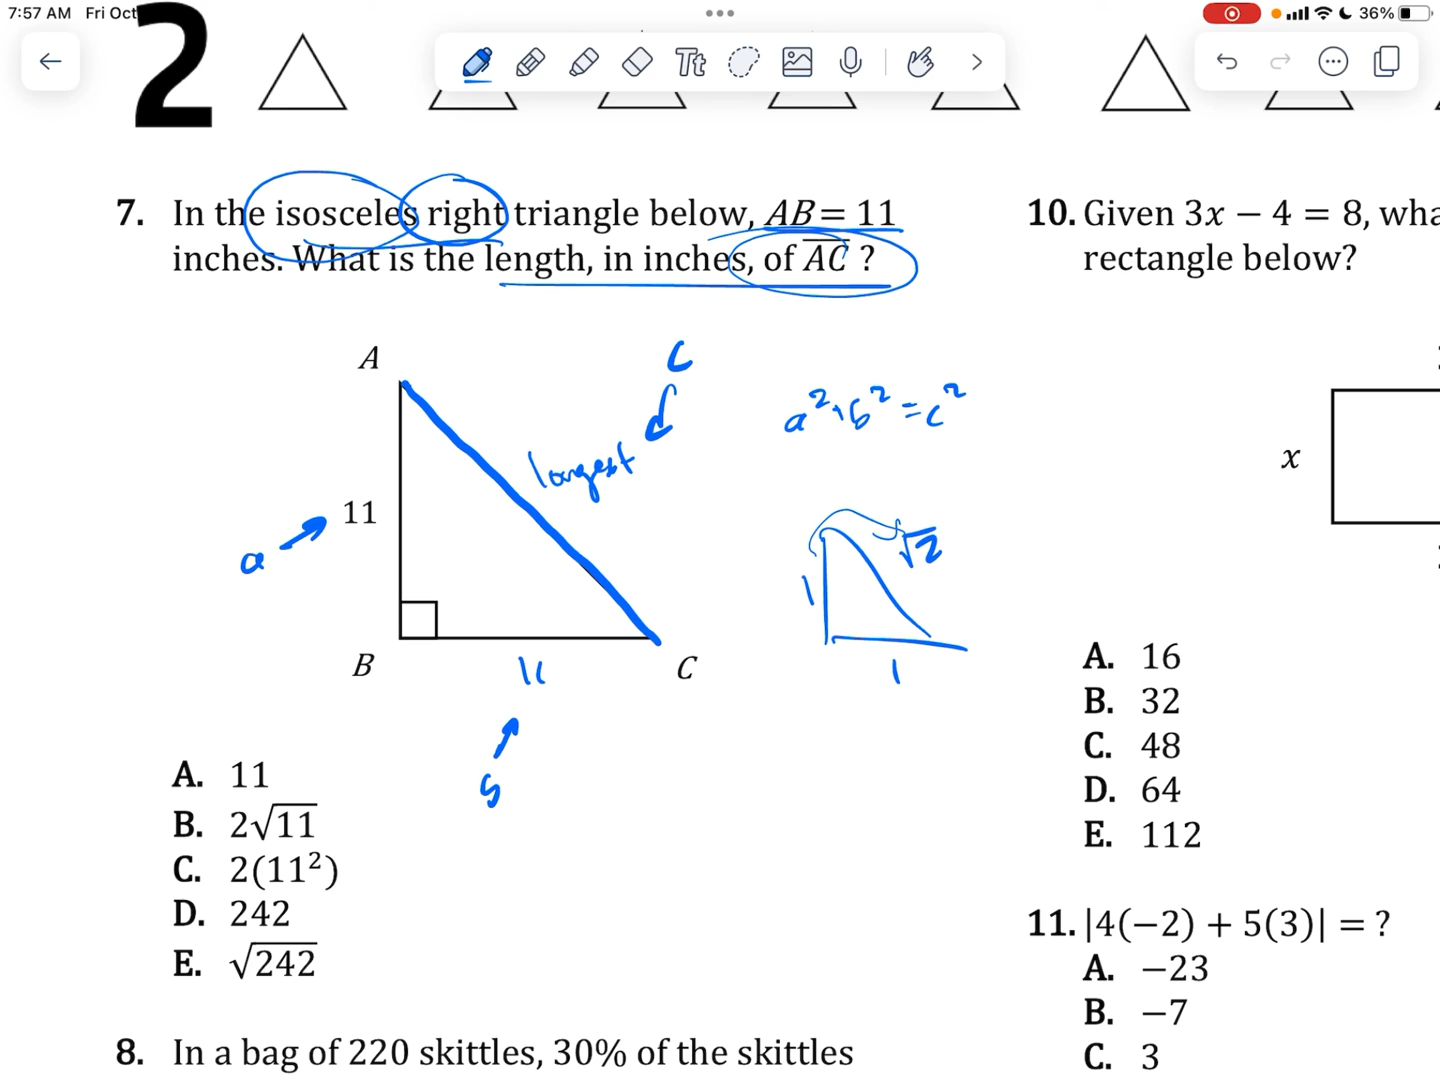 7:57 AM Fri Oct
36%
2
Tt
7. In the isosceles right triangle below, AB = 11
inches. What is the length, in inches, of AC ?
A
C
largest
a² + b² = c²
11
a
√2
1
1
B
11
C
b
A. 11
B. 2√11
C. 2(11²)
D. 242
E. √242
8. In a bag of 220 skittles, 30% of the skittles
10. Given 3x − 4 = 8,
rectangle below?
x
A. 16
B. 32
C. 48
D. 64
E. 112
11. |4(−2) + 5(3)| = ?
A. −23
B. −7
C. 3